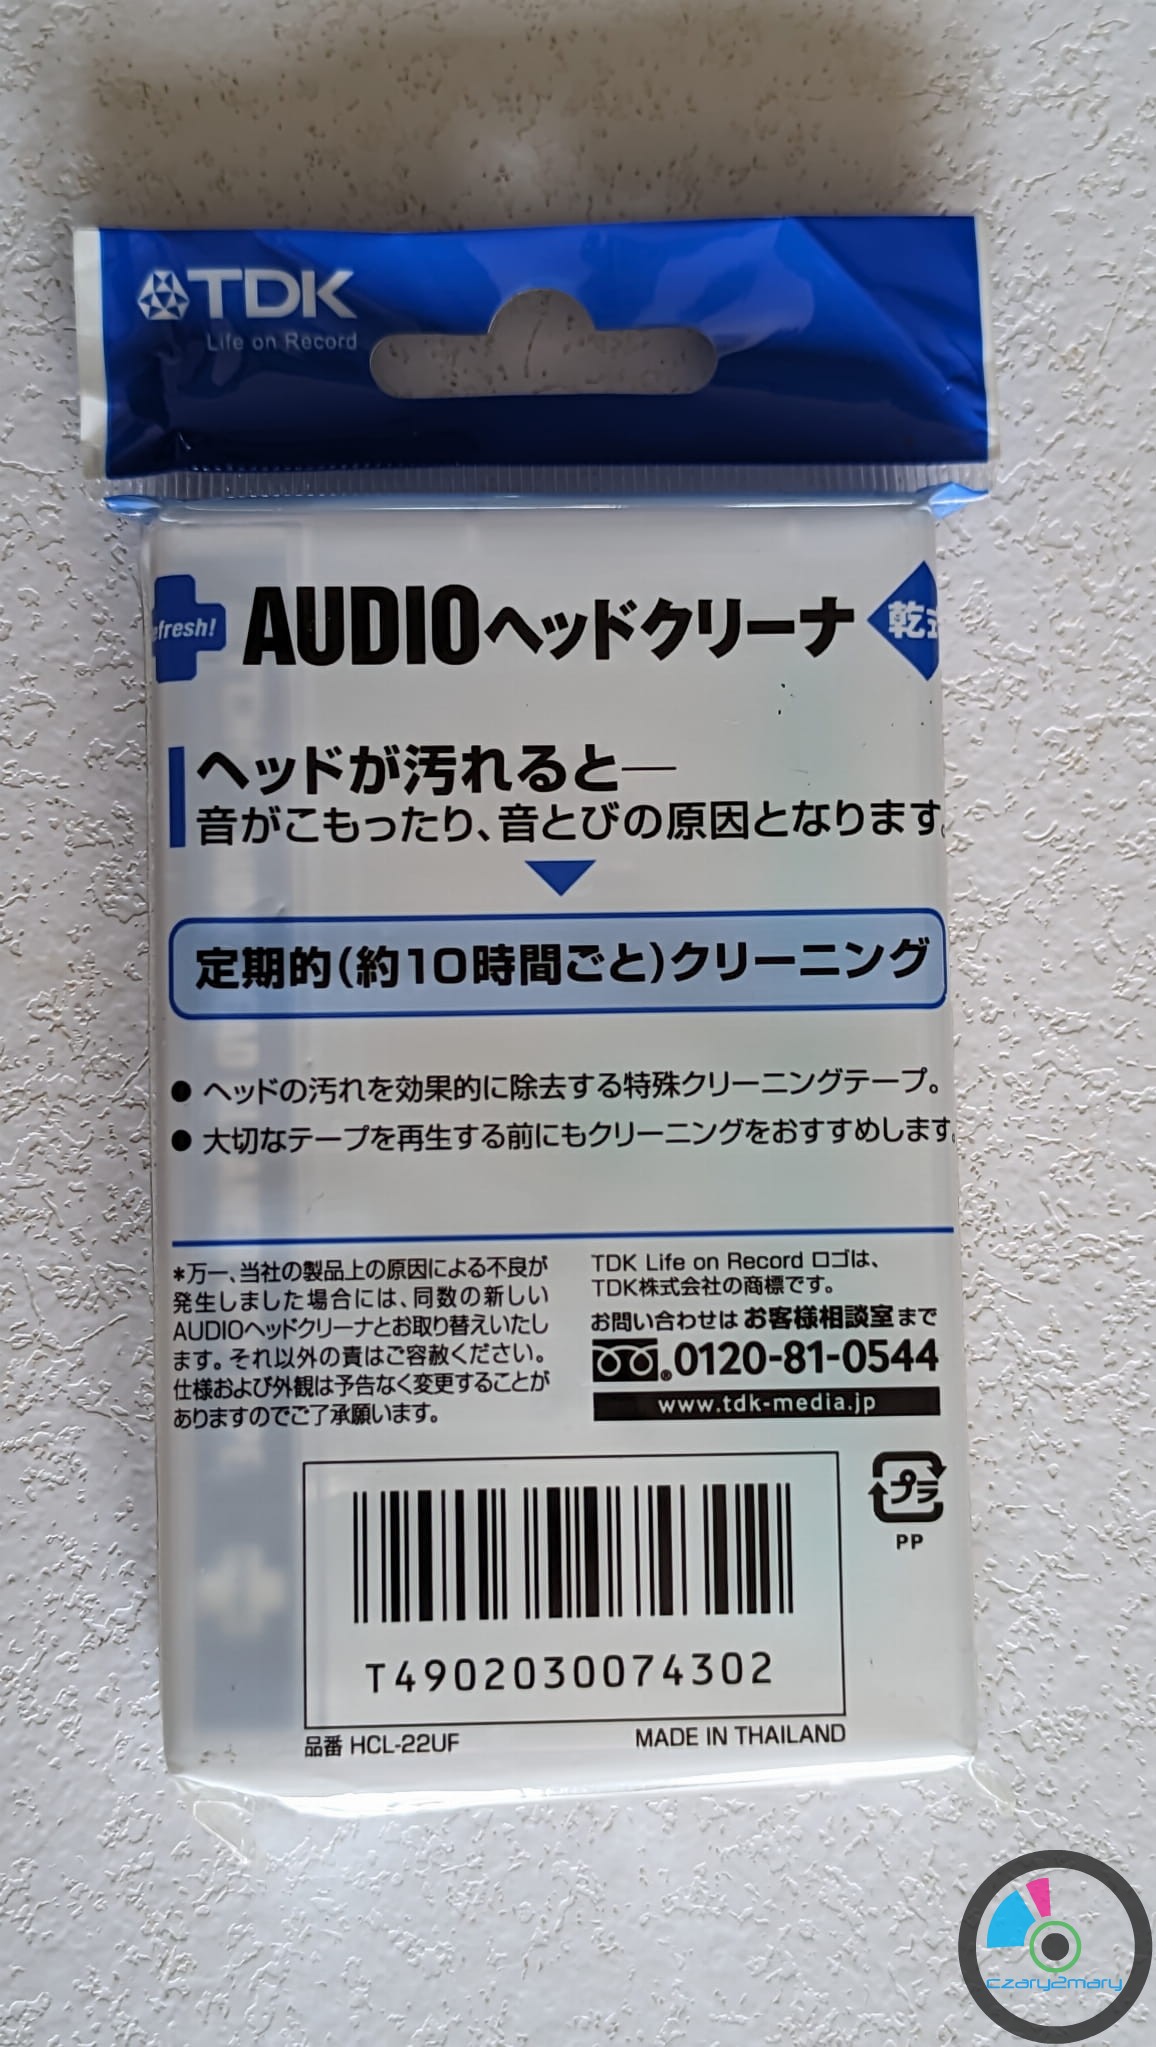 TDK
Life on Record
efresh!
AUDIOヘッドクリーナ
乾式
ヘッドが汚れると―
音がこもったり、音とびの原因となります。
定期的(約10時間ごと)クリーニング
● ヘッドの汚れを効果的に除去する特殊クリーニングテープ。
● 大切なテープを再生する前にもクリーニングをおすすめします。
*万一、当社の製品上の原因による不良が
発生しました場合には、同数の新しい
AUDIOヘッドクリーナとお取り替えいたし
ます。それ以外の責はご容赦ください。
仕様および外観は予告なく変更することが
ありますのでご了承願います。
TDK Life on Record ロゴは、
TDK株式会社の商標です。
お問い合わせは お客様相談室 まで
®0120-81-0544
www.tdk-media.jp
プラ
PP
T4902030074302
品番 HCL-22UF
MADE IN THAILAND
czary2mary